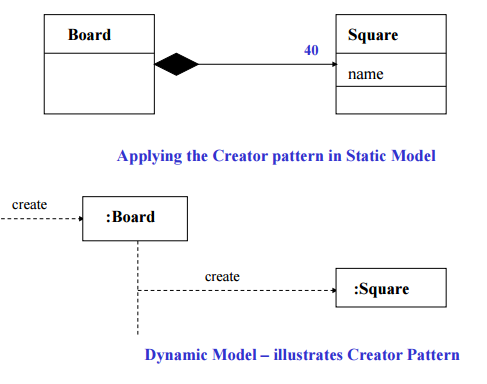 Board
Square
40
name
Applying the Creator pattern in Static Model
create
:Board
create
:Square
Dynamic Model – illustrates Creator Pattern